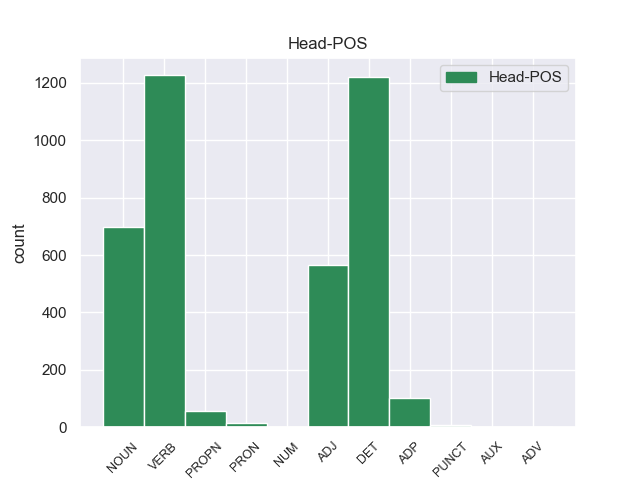 Head-POS
Head-POS
1200
1000
800
600
400
200
0
count
NOUN
VERB
PROPN
PRON
NUM
ADJ
DET
ADP
PUNCT
AUX
ADV